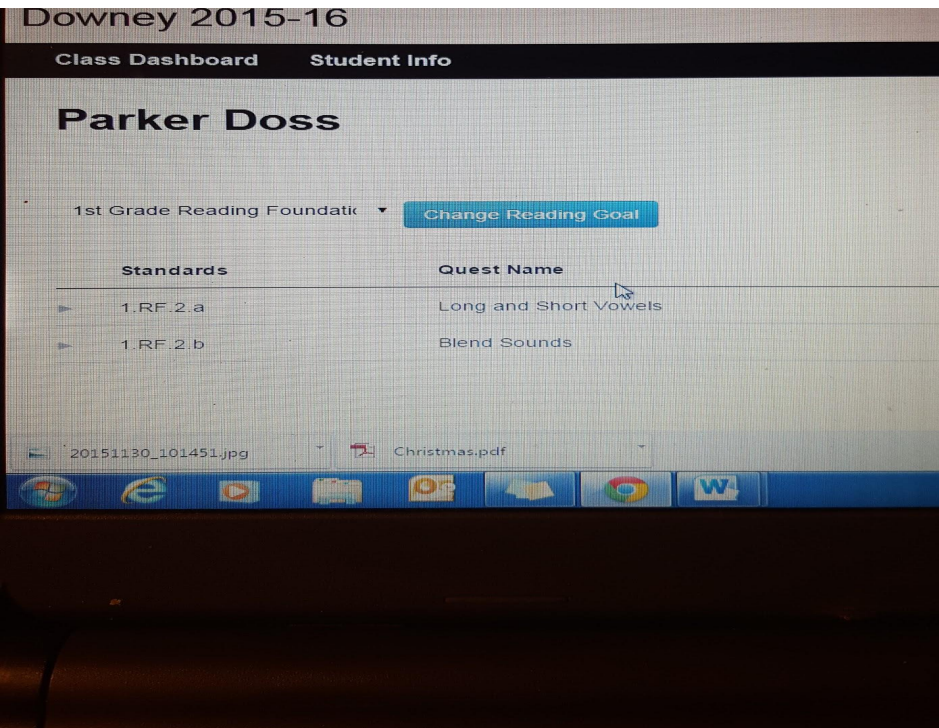 Downey 2015-16
Class Dashboard Student Info
Parker Doss
1st Grade Reading Foundatic Change Reading Goal
Standards Quest Name
1.RF.2.a Long and Short Vowels
1.RF.2.b Blend Sounds
20151130_101451.jpg Christmas.pdf
W